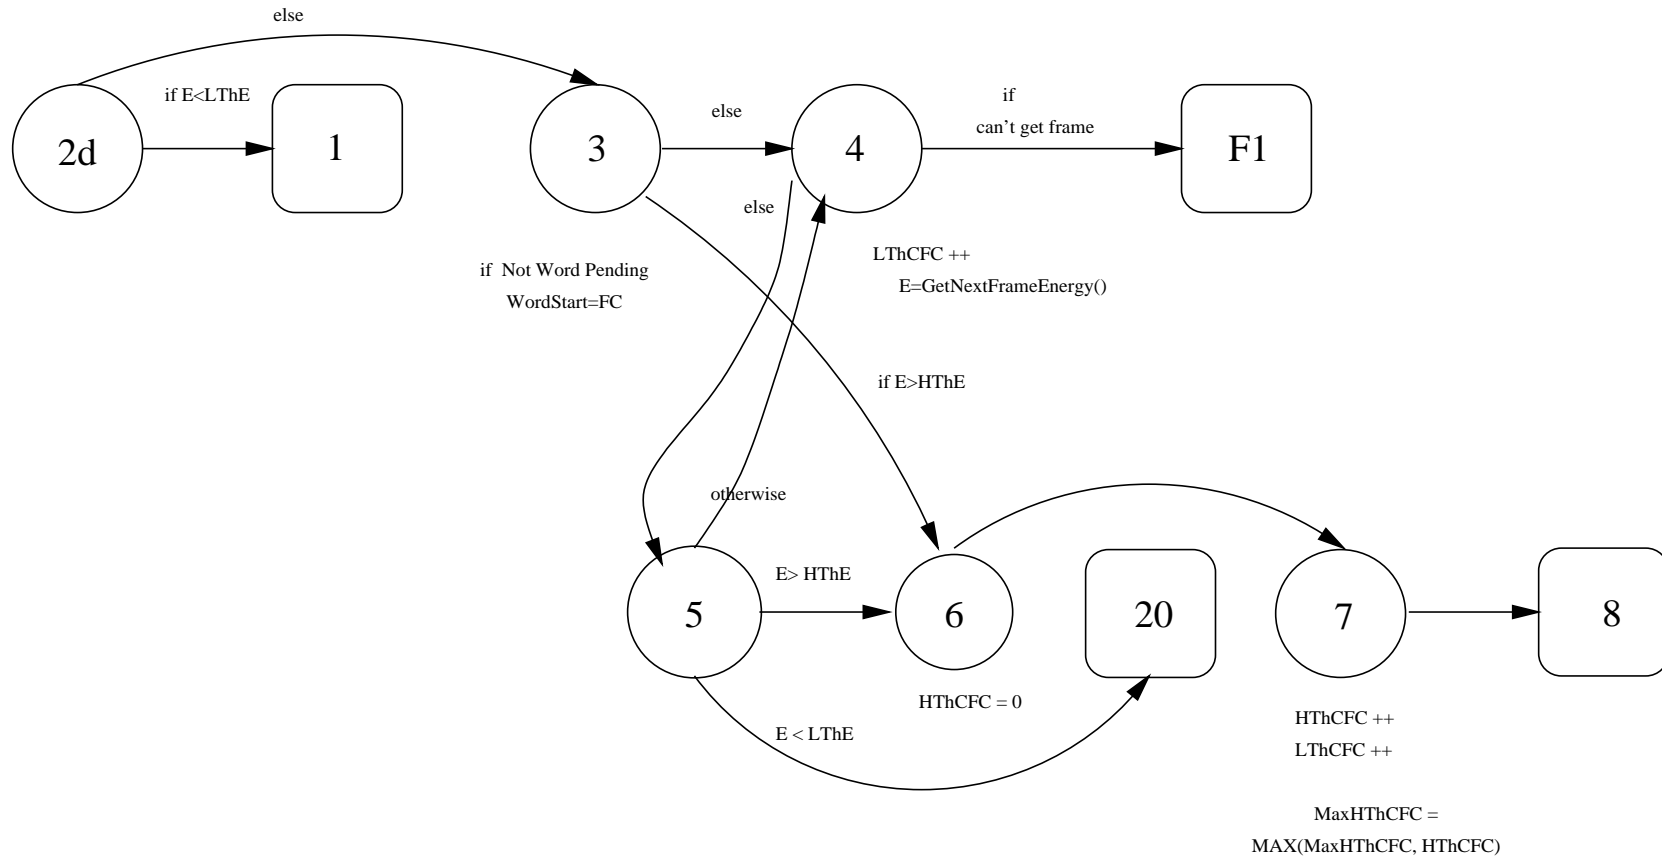 else
if E<LThE
2d
1
3
else
4
if
can't get frame
F1
else
if Not Word Pending
WordStart=FC
LThCFC ++
E=GetNextFrameEnergy()
if E>HThE
otherwise
5
E> HThE
6
20
7
8
HThCFC = 0
E < LThE
HThCFC ++
LThCFC ++
MaxHThCFC =
MAX(MaxHThCFC, HThCFC)